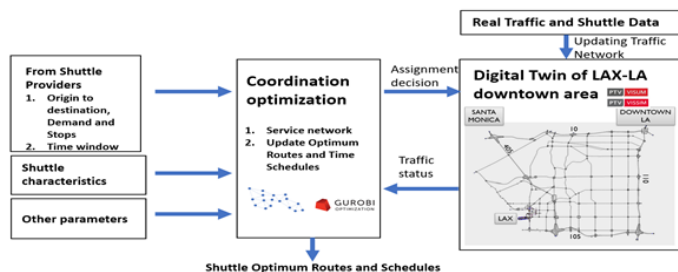 Real Traffic and Shuttle Data
Updating Traffic
Network
From Shuttle
Providers
1. Origin to
destination,
Demand and
Stops
2. Time window
Shuttle
characteristics
Other parameters
Coordination
optimization
1. Service network
2. Update Optimum
Routes and Time
Schedules
GUROBI
OPTIMIZATION
Assignment
decision
Traffic
status
Digital Twin of LAX-LA
downtown area
PTV VISUM
PTV VISSIM
SANTA
MONICA
DOWNTOWN
LA
10
405
110
LAX
105
Shuttle Optimum Routes and Schedules